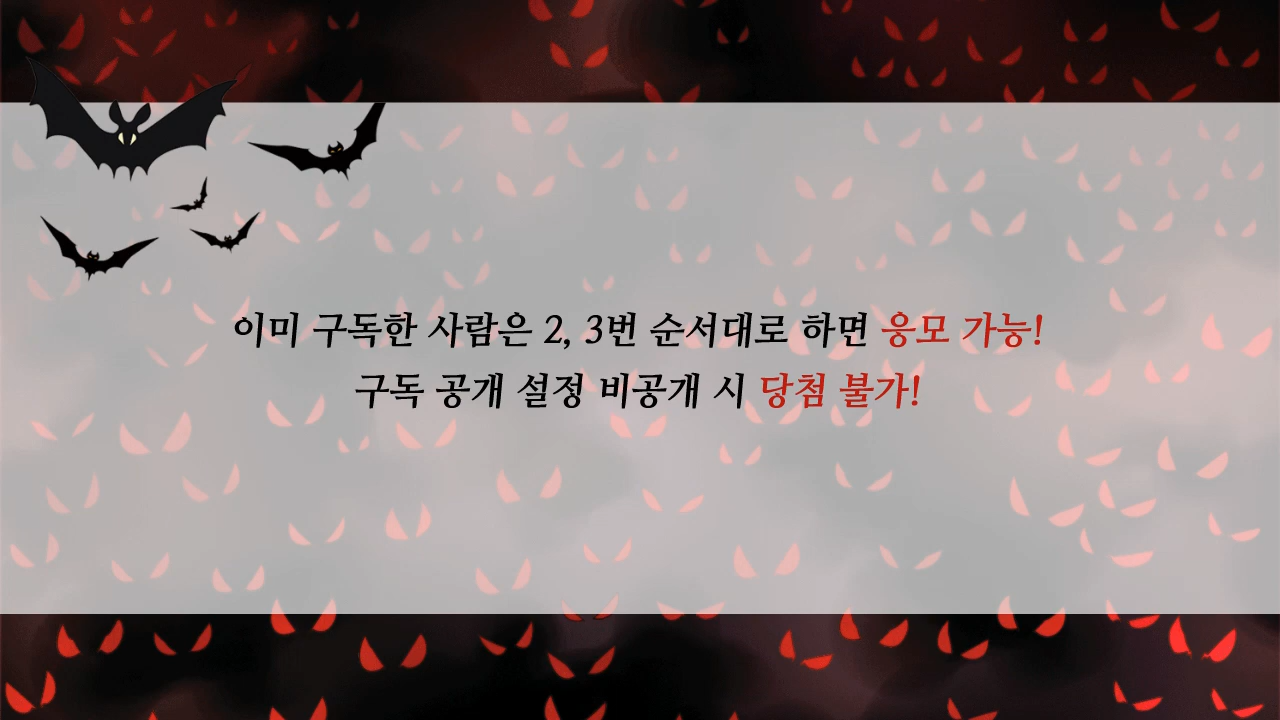 이미 구독한 사람은 2, 3번 순서대로 하면 응모 가능!
구독 공개 설정 비공개 시 당첨 불가!